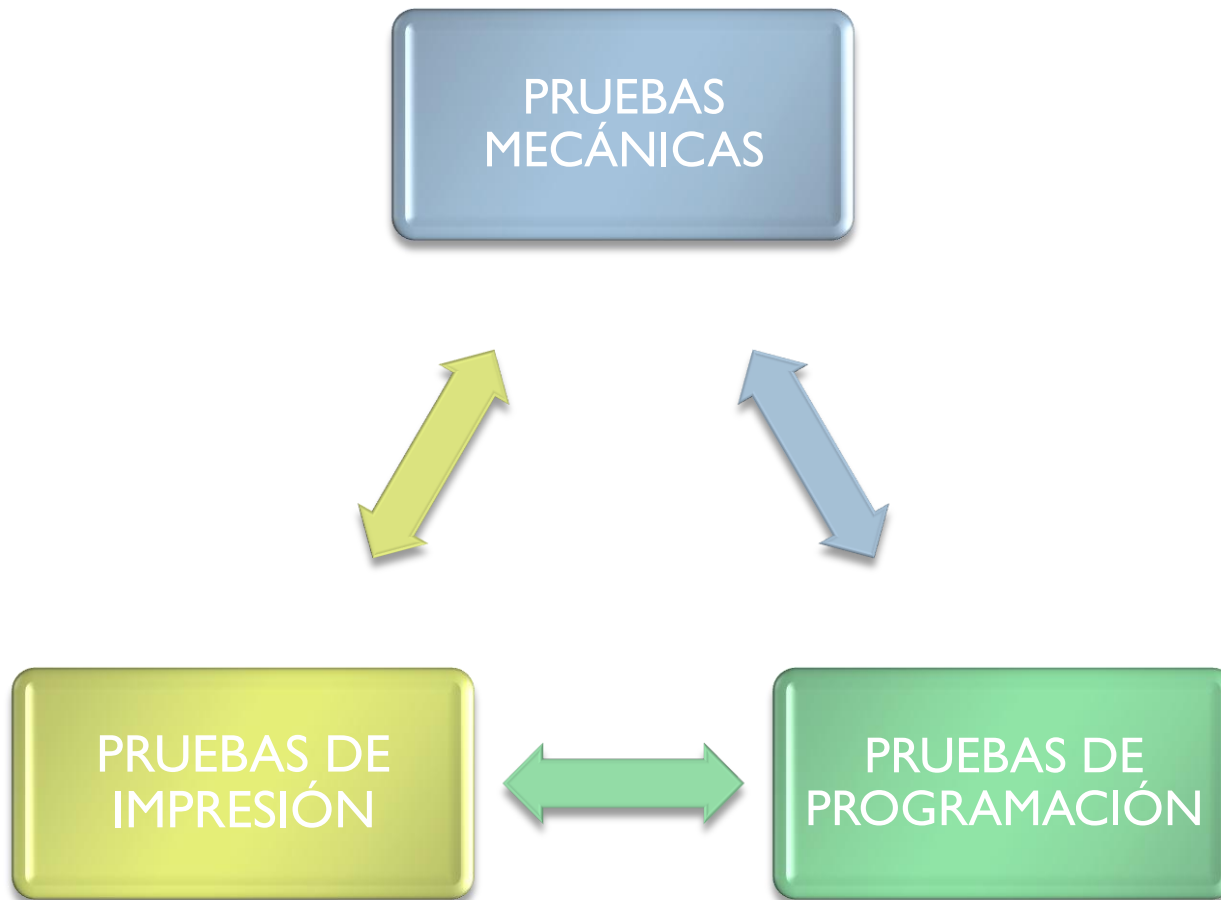 PRUEBAS
MECÁNICAS
PRUEBAS DE
IMPRESIÓN
PRUEBAS DE
PROGRAMACIÓN